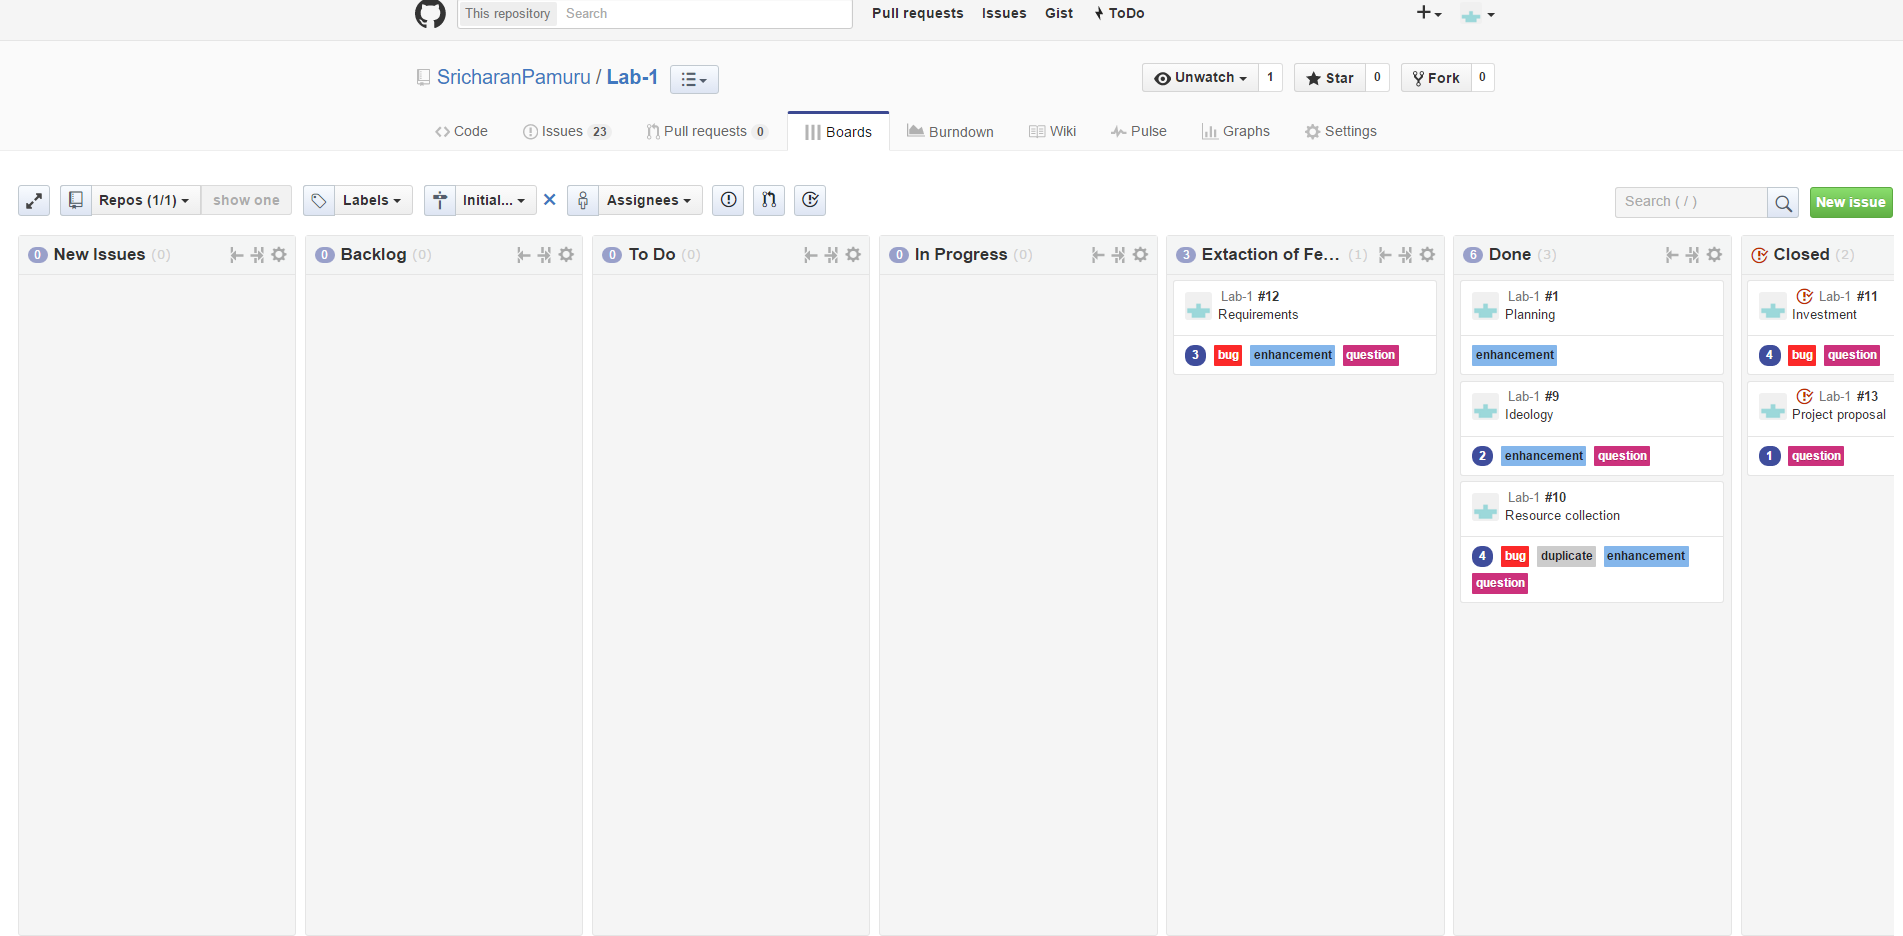 This repository Search Pull requests Issues Gist ToDo
SricharanPamuru / Lab-1 Unwatch 1 Star 0 Fork 0
Code Issues 23 Pull requests 0 Boards Burndown Wiki Pulse Graphs Settings
Repos (1/1) show one Labels Initial... Assignees Search ( / ) New issue
0 New Issues (0)
0 Backlog (0)
0 To Do (0)
0 In Progress (0)
3 Extaction of Fe... (1)
Lab-1 #12
Requirements
3 bug enhancement question
6 Done (3)
Lab-1 #1
Planning
enhancement
Lab-1 #9
Ideology
2 enhancement question
Lab-1 #10
Resource collection
4 bug duplicate enhancement
question
Closed (2)
Lab-1 #11
Investment
4 bug question
Lab-1 #13
Project proposal
1 question